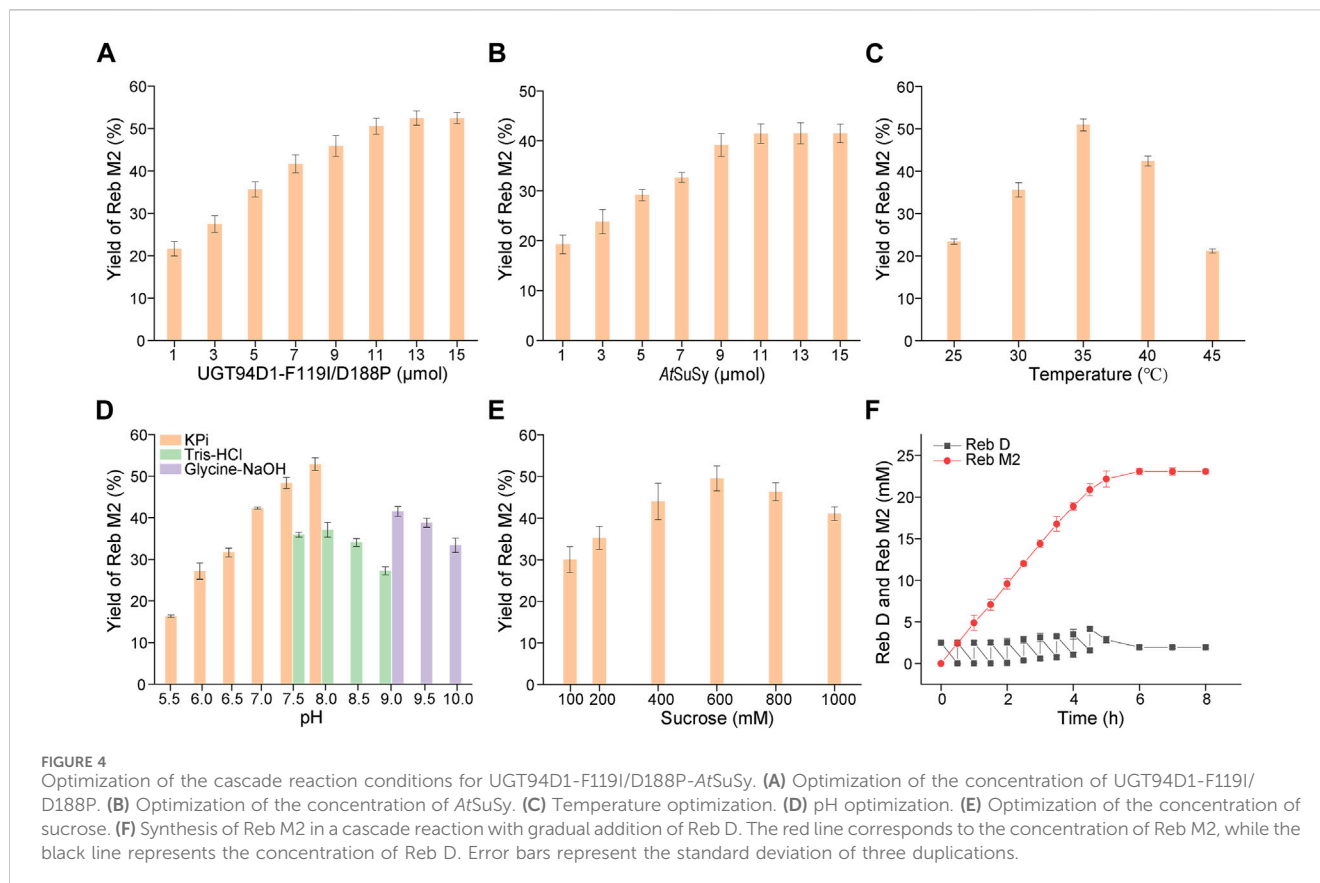 A
Yield of Reb M2 (%)
60
50
40
30
20
10
0
1 3 5 7 9 11 13 15
UGT94D1-F119I/D188P (μmol)
B
Yield of Reb M2 (%)
50
40
30
20
10
0
1 3 5 7 9 11 13 15
AtSuSy (μmol)
C
Yield of Reb M2 (%)
60
50
40
30
20
10
0
25 30 35 40 45
Temperature (℃)
D
Yield of Reb M2 (%)
60
50
40
30
20
10
0
KPi
Tris-HCl
Glycine-NaOH
5.5 6.0 6.5 7.0 7.5 8.0 8.5 9.0 9.5 10.0
pH
E
Yield of Reb M2 (%)
60
50
40
30
20
10
0
100 200 400 600 800 1000
Sucrose (mM)
F
Reb D and Reb M2 (mM)
25
20
15
10
5
0
Reb D
Reb M2
0 2 4 6 8
Time (h)
FIGURE 4
Optimization of the cascade reaction conditions for UGT94D1-F119I/D188P-AtSuSy. (A) Optimization of the concentration of UGT94D1-F119I/
D188P. (B) Optimization of the concentration of AtSuSy. (C) Temperature optimization. (D) pH optimization. (E) Optimization of the concentration of
sucrose. (F) Synthesis of Reb M2 in a cascade reaction with gradual addition of Reb D. The red line corresponds to the concentration of Reb M2, while the
black line represents the concentration of Reb D. Error bars represent the standard deviation of three duplications.